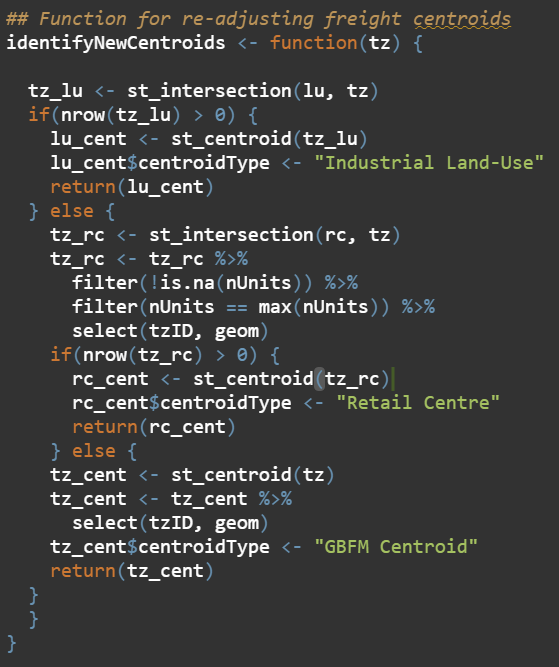 ## Function for re-adjusting freight centroids
identifyNewCentroids <- function(tz) {
tz_lu <- st_intersection(lu, tz)
if(nrow(tz_lu) > 0) {
lu_cent <- st_centroid(tz_lu)
lu_cent$centroidType <- "Industrial Land-Use"
return(lu_cent)
} else {
tz_rc <- st_intersection(rc, tz)
tz_rc <- tz_rc %>%
filter(!is.na(nUnits)) %>%
filter(nUnits == max(nUnits)) %>%
select(tzID, geom)
if(nrow(tz_rc) > 0) {
rc_cent <- st_centroid(tz_rc)
rc_cent$centroidType <- "Retail Centre"
return(rc_cent)
} else {
tz_cent <- st_centroid(tz)
tz_cent <- tz_cent %>%
select(tzID, geom)
tz_cent$centroidType <- "GBFM Centroid"
return(tz_cent)
}
}
}